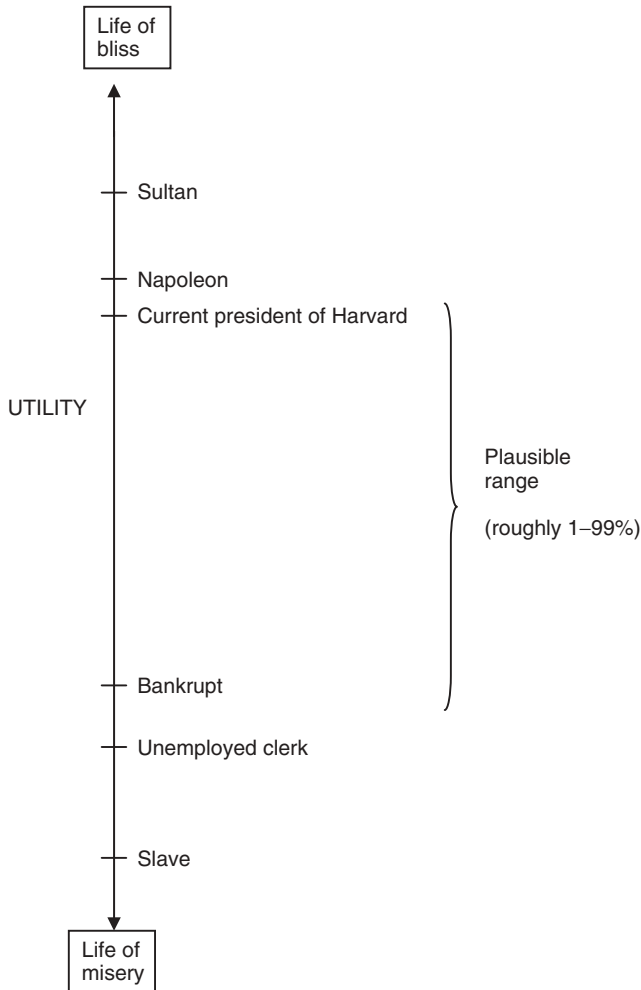 Life of
bliss
Sultan
Napoleon
Current president of Harvard
UTILITY
Plausible
range
(roughly 1–99%)
Bankrupt
Unemployed clerk
Slave
Life of
misery